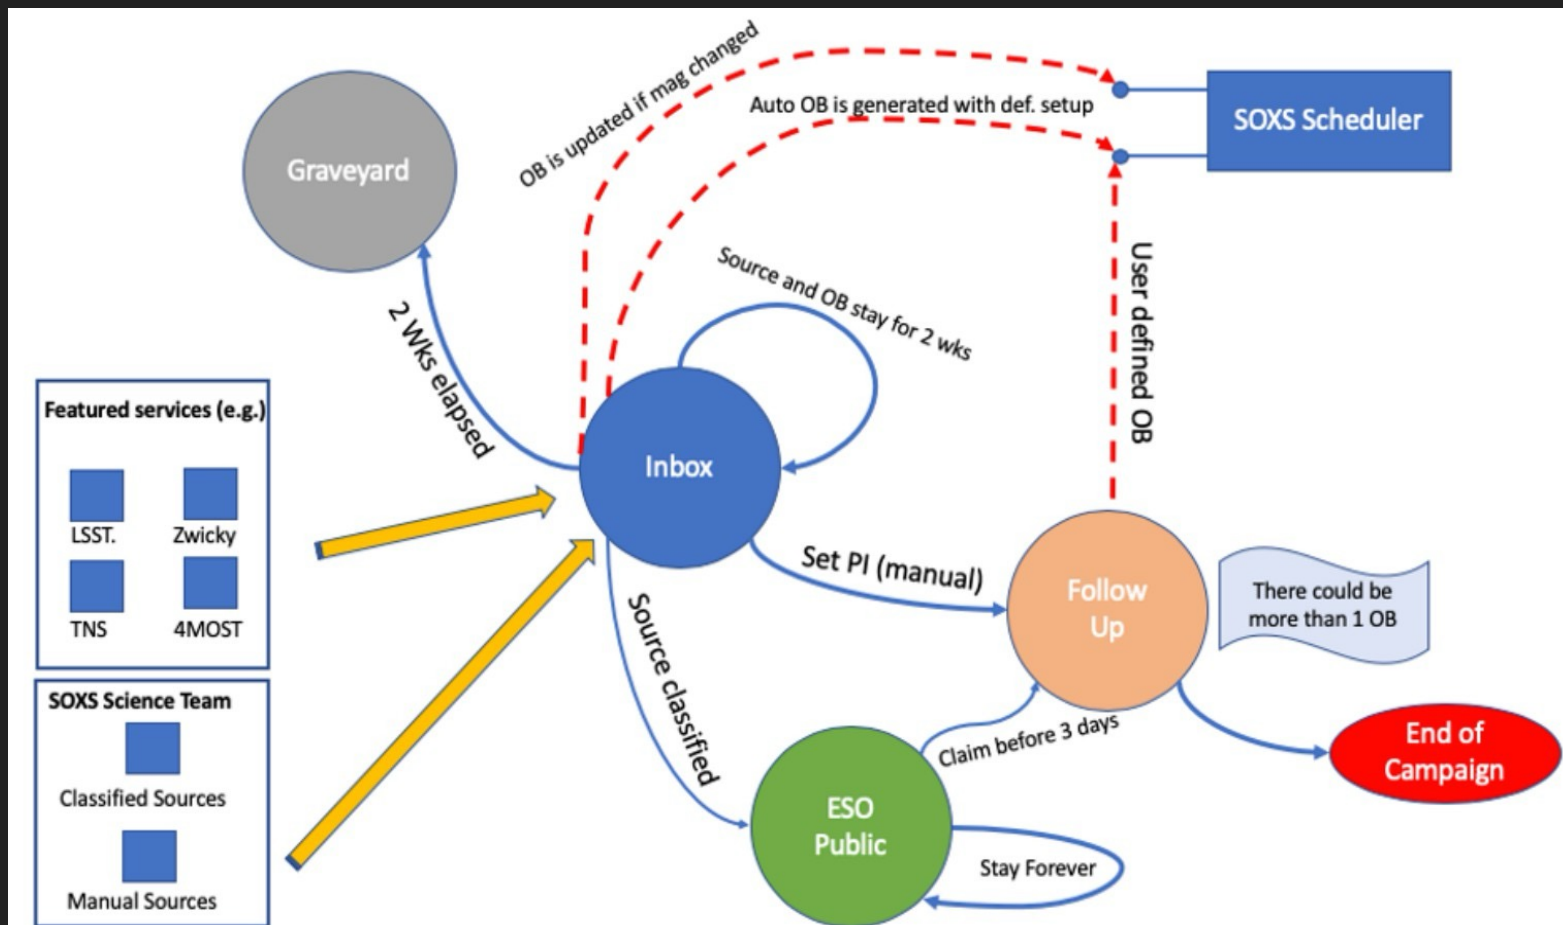 OB is updated if mag changed
Auto OB is generated with def. setup
SOXS Scheduler
Graveyard
Source and OB stay for 2 wks
User defined OB
2 Wks elapsed
Featured services (e.g.)
LSST.
Zwicky
TNS
4MOST
Inbox
Set PI (manual)
Follow
Up
There could be
more than 1 OB
Source classified
SOXS Science Team
Classified Sources
Manual Sources
Claim before 3 days
End of
Campaign
ESO
Public
Stay Forever